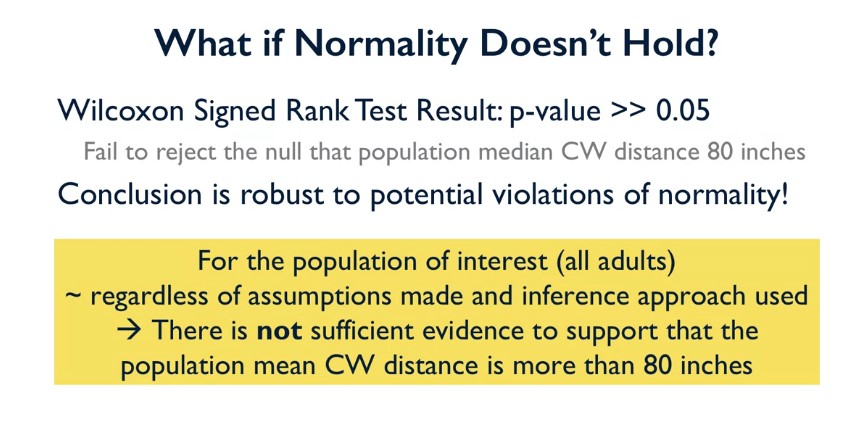 What if Normality Doesn't Hold?
Wilcoxon Signed Rank Test Result: p-value >> 0.05
Fail to reject the null that population median CW distance 80 inches
Conclusion is robust to potential violations of normality!
For the population of interest (all adults)
~ regardless of assumptions made and inference approach used
→ There is not sufficient evidence to support that the
population mean CW distance is more than 80 inches